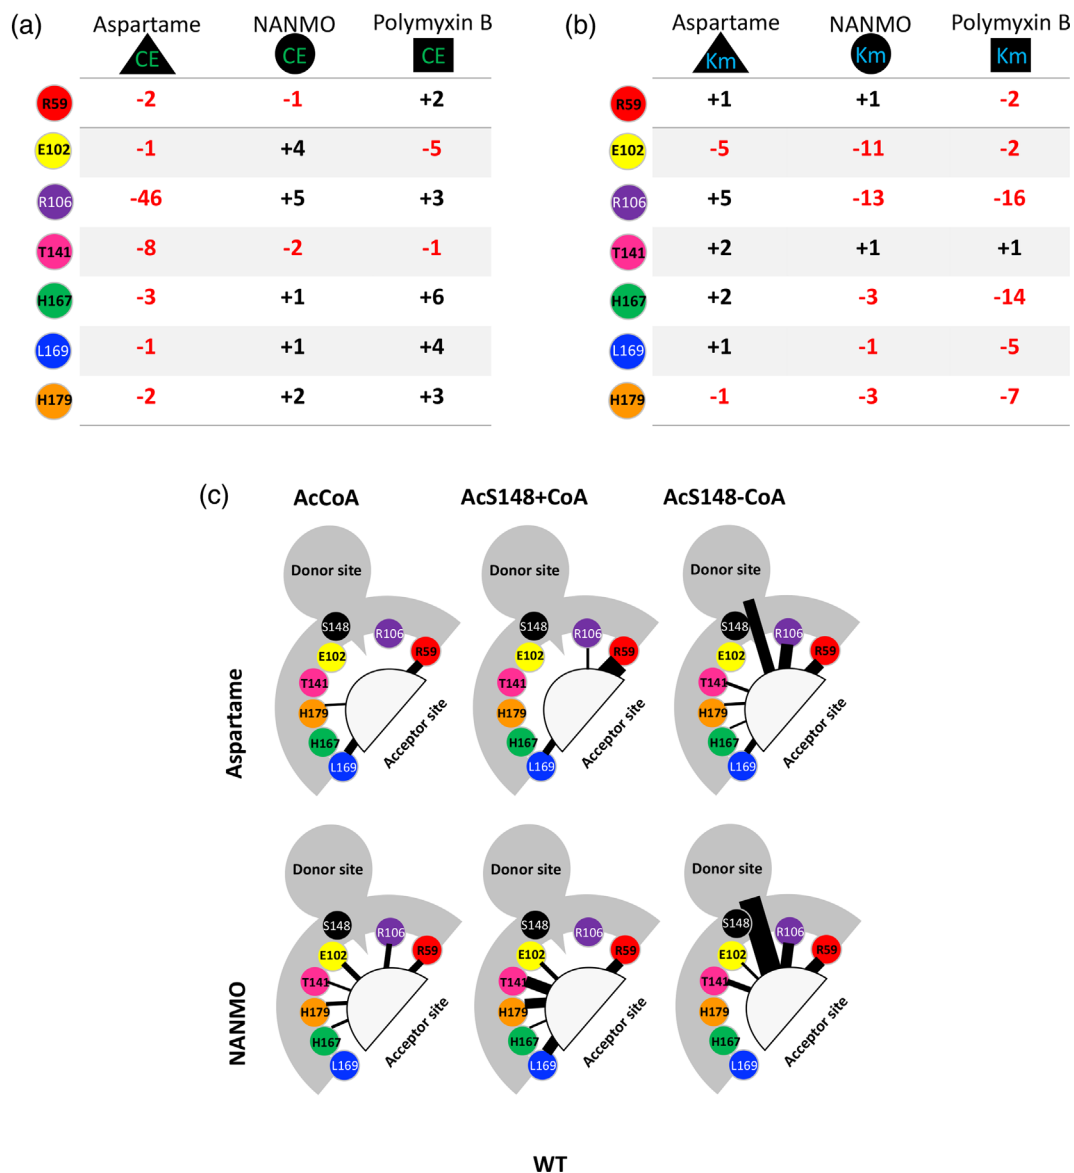 (a) Aspartame NANMO Polymyxin B
CE CE CE
R59 -2 -1 +2
E102 -1 +4 -5
R106 -46 +5 +3
T141 -8 -2 -1
H167 -3 +1 +6
L169 -1 +1 +4
H179 -2 +2 +3
(b) Aspartame NANMO Polymyxin B
Km Km Km
R59 +1 +1 -2
E102 -5 -11 -2
R106 +5 -13 -16
T141 +2 +1 +1
H167 +2 -3 -14
L169 +1 -1 -5
H179 -1 -3 -7
(c) AcCoA AcS148+CoA AcS148-CoA
Aspartame
Donor site
S148
R106
R59
E102
T141
H179
H167
L169
Acceptor site
Donor site
S148
R106
R59
E102
T141
H179
H167
L169
Acceptor site
Donor site
S148
R106
R59
E102
T141
H179
H167
L169
Acceptor site
NANMO
Donor site
S148
R106
R59
E102
T141
H179
H167
L169
Acceptor site
Donor site
S148
R106
R59
E102
T141
H179
H167
L169
Acceptor site
Donor site
S148
R106
R59
E102
T141
H179
H167
L169
Acceptor site
WT